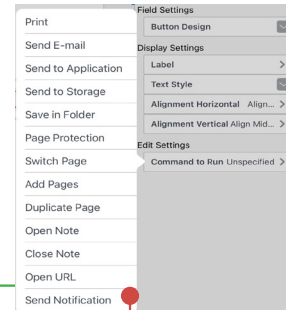 Print
Send E-mail
Send to Application
Send to Storage
Save in Folder
Page Protection
Switch Page
Add Pages
Duplicate Page
Open Note
Close Note
Open URL
Send Notification
Field Settings
Button Design
Display Settings
Label
Text Style
Alignment Horizontal Align...
Alignment Vertical Align Mid...
Edit Settings
Command to Run Unspecified